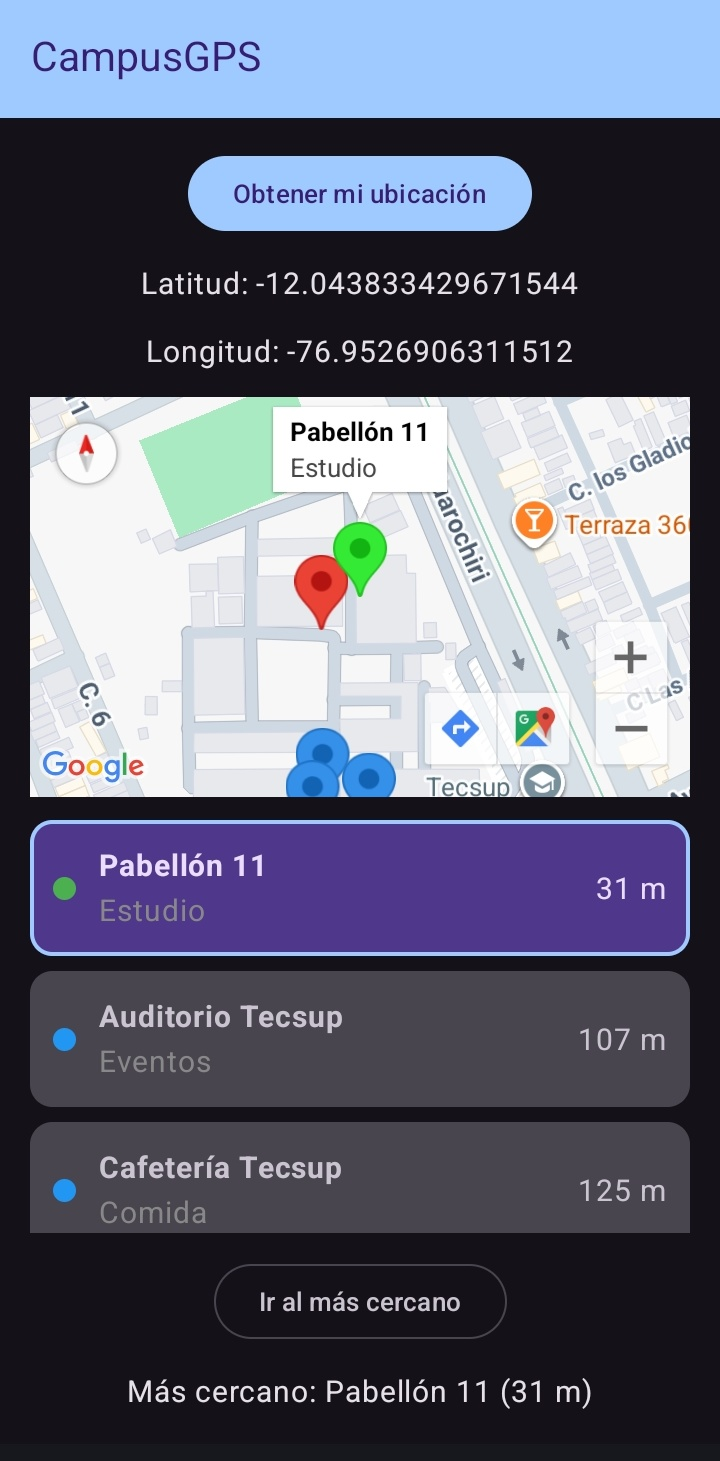 CampusGPS
Obtener mi ubicación
Latitud: -12.043833429671544
Longitud: -76.9526906311512
Pabellón 11
Estudio
C. los Gladio
arochiri
Terraza 36
C. 6
C Las
Google
Tecsup
Pabellón 11
Estudio
31 m
Auditorio Tecsup
Eventos
107 m
Cafetería Tecsup
Comida
125 m
Ir al más cercano
Más cercano: Pabellón 11 (31 m)